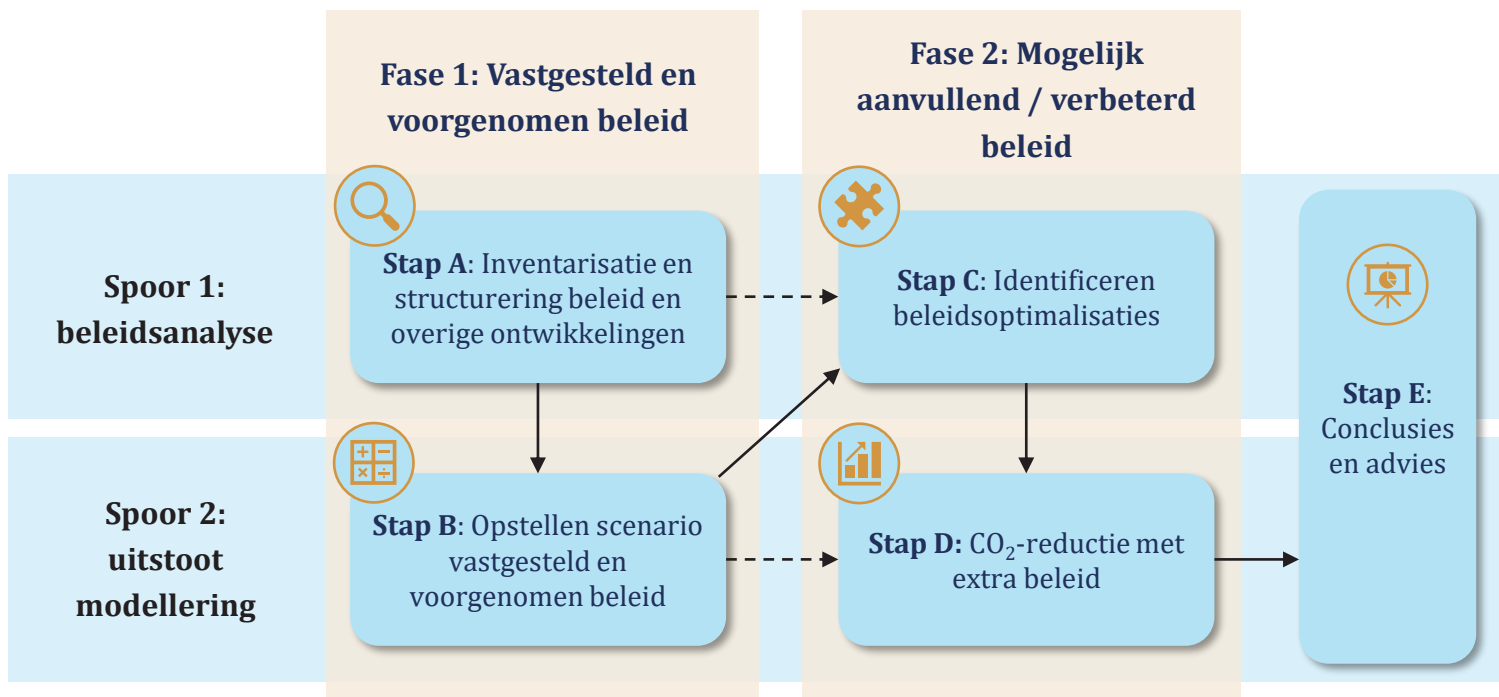 Fase 1: Vastgesteld en
voorgenomen beleid
Fase 2: Mogelijk
aanvullend / verbeterd
beleid
Spoor 1:
beleidsanalyse
Stap A: Inventarisatie en
structurering beleid en
overige ontwikkelingen
Stap C: Identificeren
beleidsoptimalisaties
Stap E:
Conclusies
en advies
Spoor 2:
uitstoot
modellering
Stap B: Opstellen scenario
vastgesteld en
voorgenomen beleid
Stap D: CO₂-reductie met
extra beleid